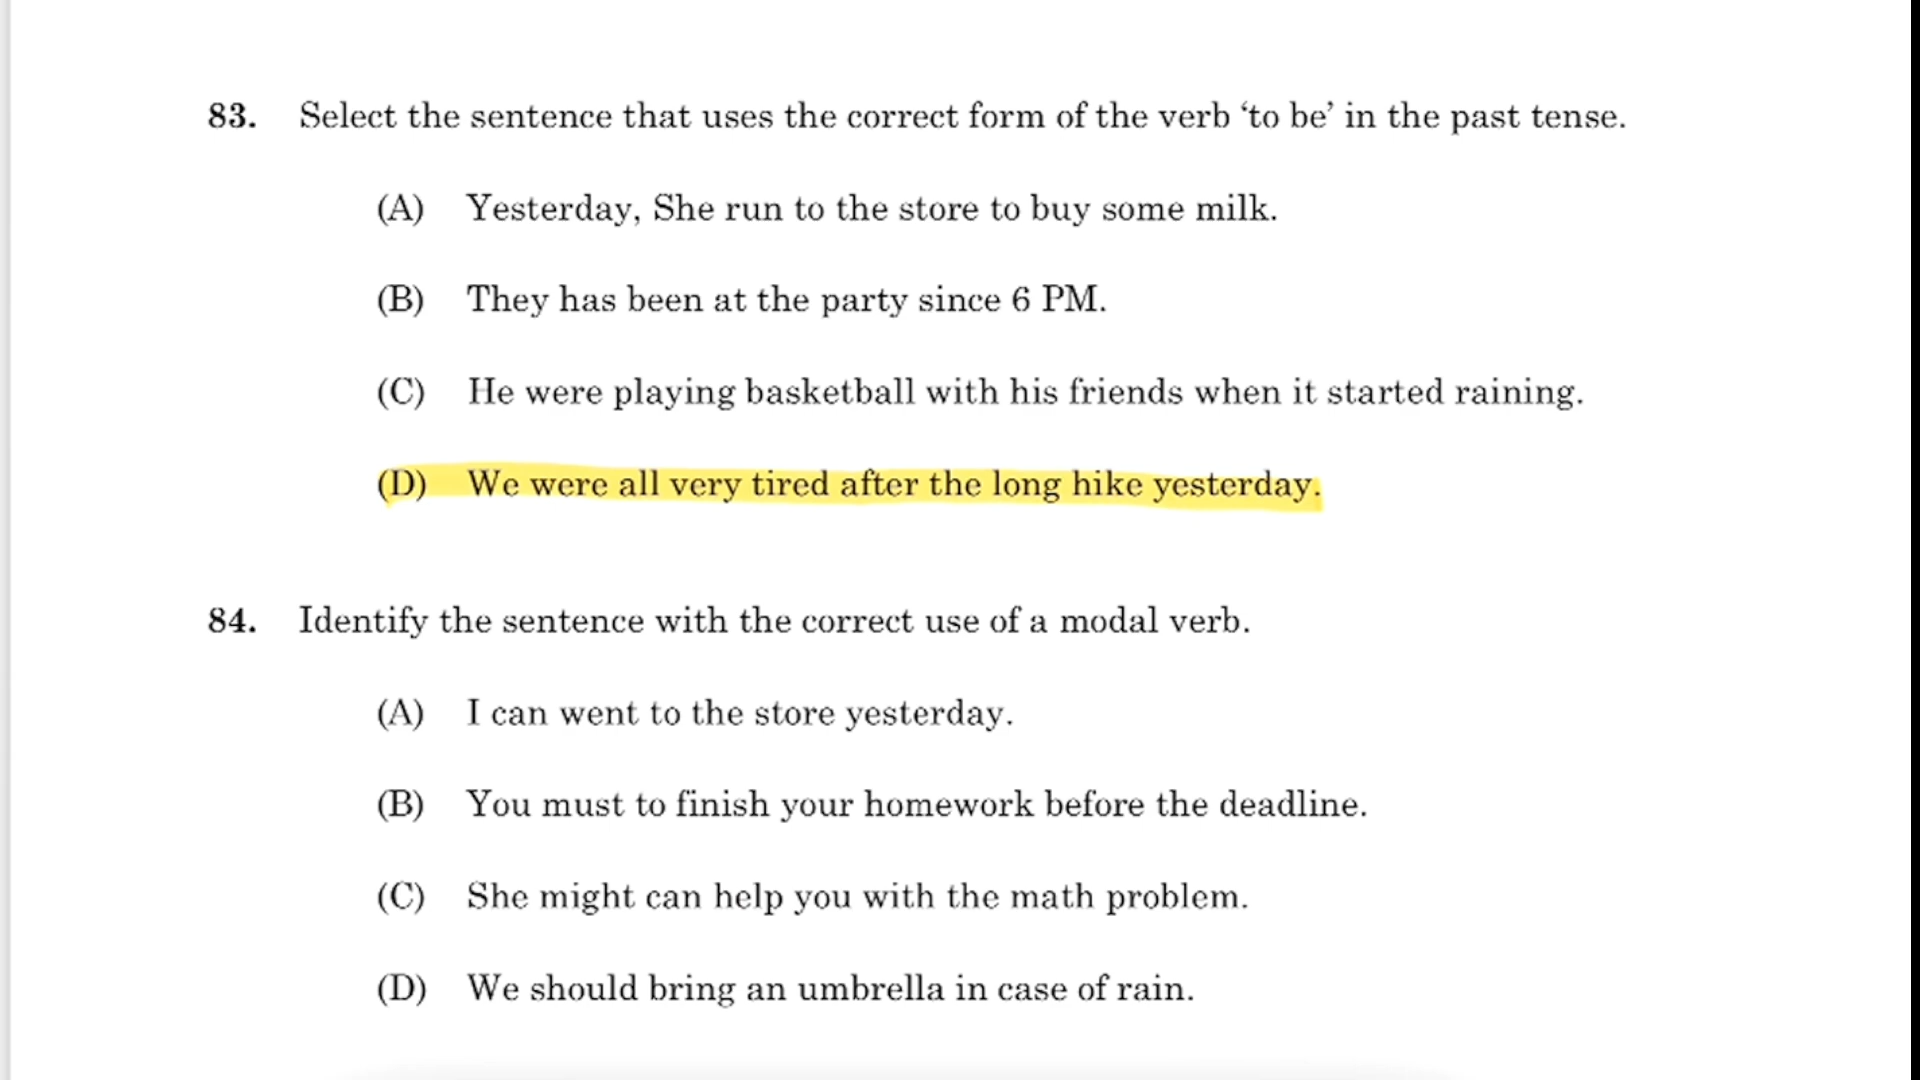 83. Select the sentence that uses the correct form of the verb ‘to be’ in the past tense.
(A) Yesterday, She run to the store to buy some milk.
(B) They has been at the party since 6 PM.
(C) He were playing basketball with his friends when it started raining.
(D) We were all very tired after the long hike yesterday.
84. Identify the sentence with the correct use of a modal verb.
(A) I can went to the store yesterday.
(B) You must to finish your homework before the deadline.
(C) She might can help you with the math problem.
(D) We should bring an umbrella in case of rain.